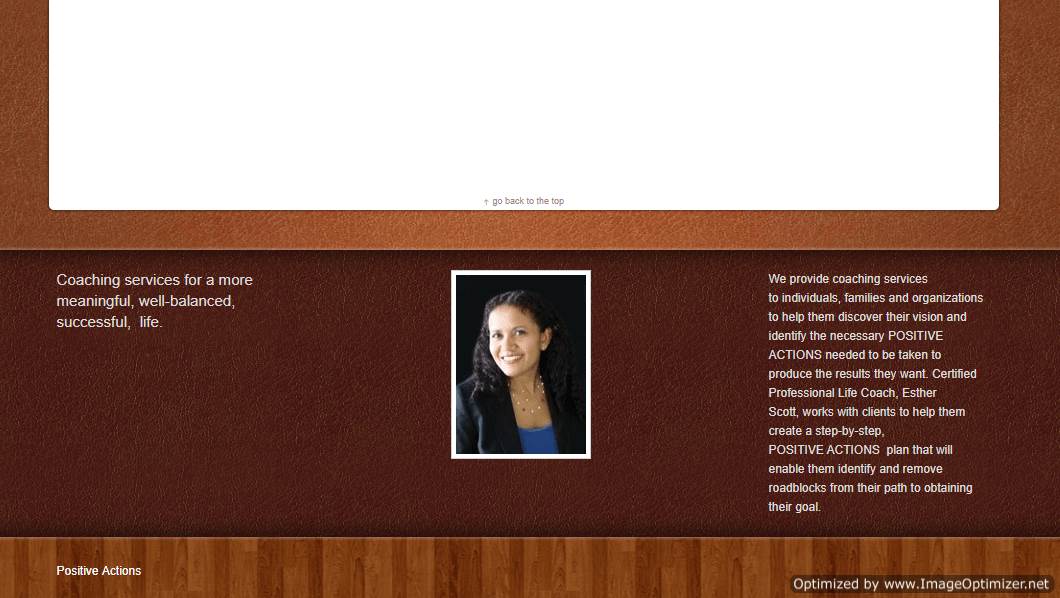 ↑ go back to the top
Coaching services for a more
meaningful, well-balanced,
successful,  life.
We provide coaching services
to individuals, families and organizations
to help them discover their vision and
identify the necessary POSITIVE
ACTIONS needed to be taken to
produce the results they want. Certified
Professional Life Coach, Esther
Scott, works with clients to help them
create a step-by-step,
POSITIVE ACTIONS  plan that will
enable them identify and remove
roadblocks from their path to obtaining
their goal.
Positive Actions
Optimized by www.ImageOptimizer.net